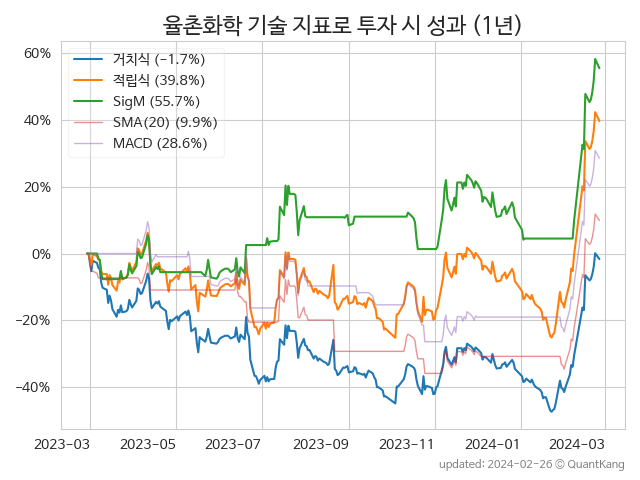 율촌화학 기술 지표로 투자 시 성과 (1년)
60%
40%
20%
0%
−20%
−40%
거치식 (−1.7%)
적립식 (39.8%)
SigM (55.7%)
SMA(20) (9.9%)
MACD (28.6%)
2023−03
2023−05
2023−07
2023−09
2023−11
2024−01
2024−03
updated: 2024−02−26 © QuantKang